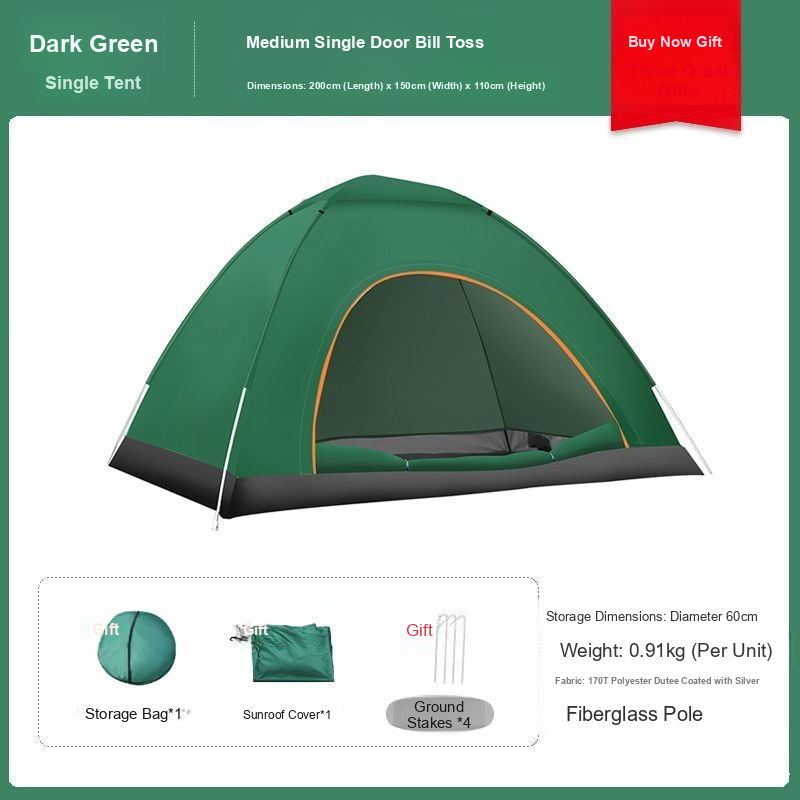 Dark Green
Single Tent
Medium Single Door Bill Toss
Dimensions: 200cm (Length) x 150cm (Width) x 110cm (Height)
Buy Now Gift
Three Great
Gifts
Gift
Gift
Gift
Storage Bag*1
Sunroof Cover*1
Ground
Stakes *4
Storage Dimensions: Diameter 60cm
Weight: 0.91kg (Per Unit)
Fabric: 170T Polyester Dutee Coated with Silver
Fiberglass Pole